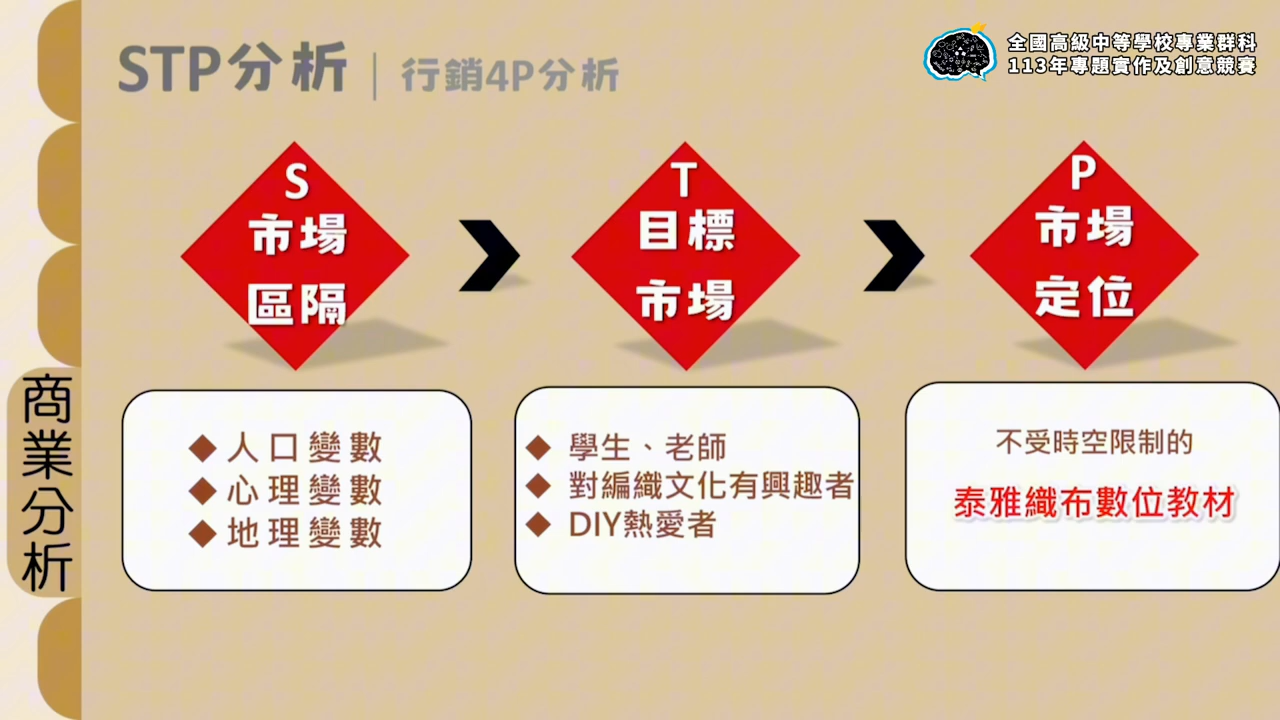 STP分析 | 行銷4P分析
全國高級中等學校專業群科
113年專題實作及創意競賽
S
市場
區隔
T
目標
市場
P
市場
定位
◆人口變數
◆心理變數
◆地理變數
◆ 學生、老師
◆ 對編織文化有興趣者
◆ DIY熱愛者
不受時空限制的
泰雅織布數位教材
商業分析